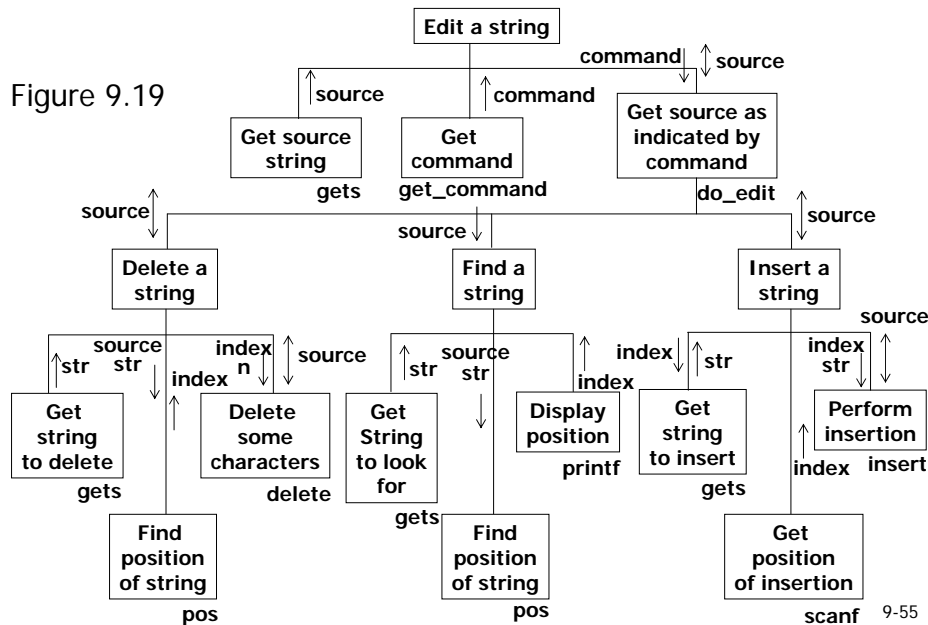 Edit a string
Figure 9.19
source
command
command
source
Get source
string
gets
Get
command
get_command
Get source as
indicated by
command
do_edit
source
source
source
Delete a
string
Find a
string
Insert a
string
str
source
str
index
index
n
source
str
source
str
index
index
str
index
str
source
index
Get
string
to delete
gets
Delete
some
characters
delete
Get
String
to look
for
gets
Display
position
printf
Get
string
to insert
gets
Perform
insertion
insert
Find
position
of string
pos
Find
position
of string
pos
Get
position
of insertion
scanf
9-55